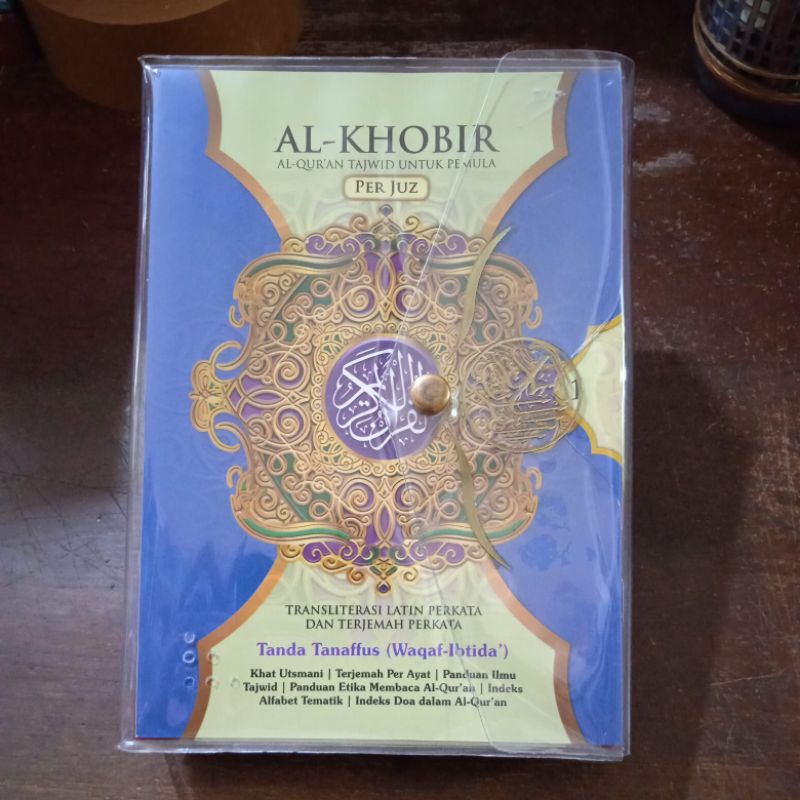 AL-KHOBIR
AL-QUR'AN TAJWID UNTUK PEMULA
PER JUZ
القرآن الكريم
TRANSLITERASI LATIN PERKATA
DAN TERJEMAH PERKATA
Tanda Tanaffus (Waqaf-Ibtida')
Khat Utsmani | Terjemah Per Ayat | Panduan Ilmu
Tajwid | Panduan Etika Membaca Al-Qur'an | Indeks
Alfabet Tematik | Indeks Doa dalam Al-Qur'an